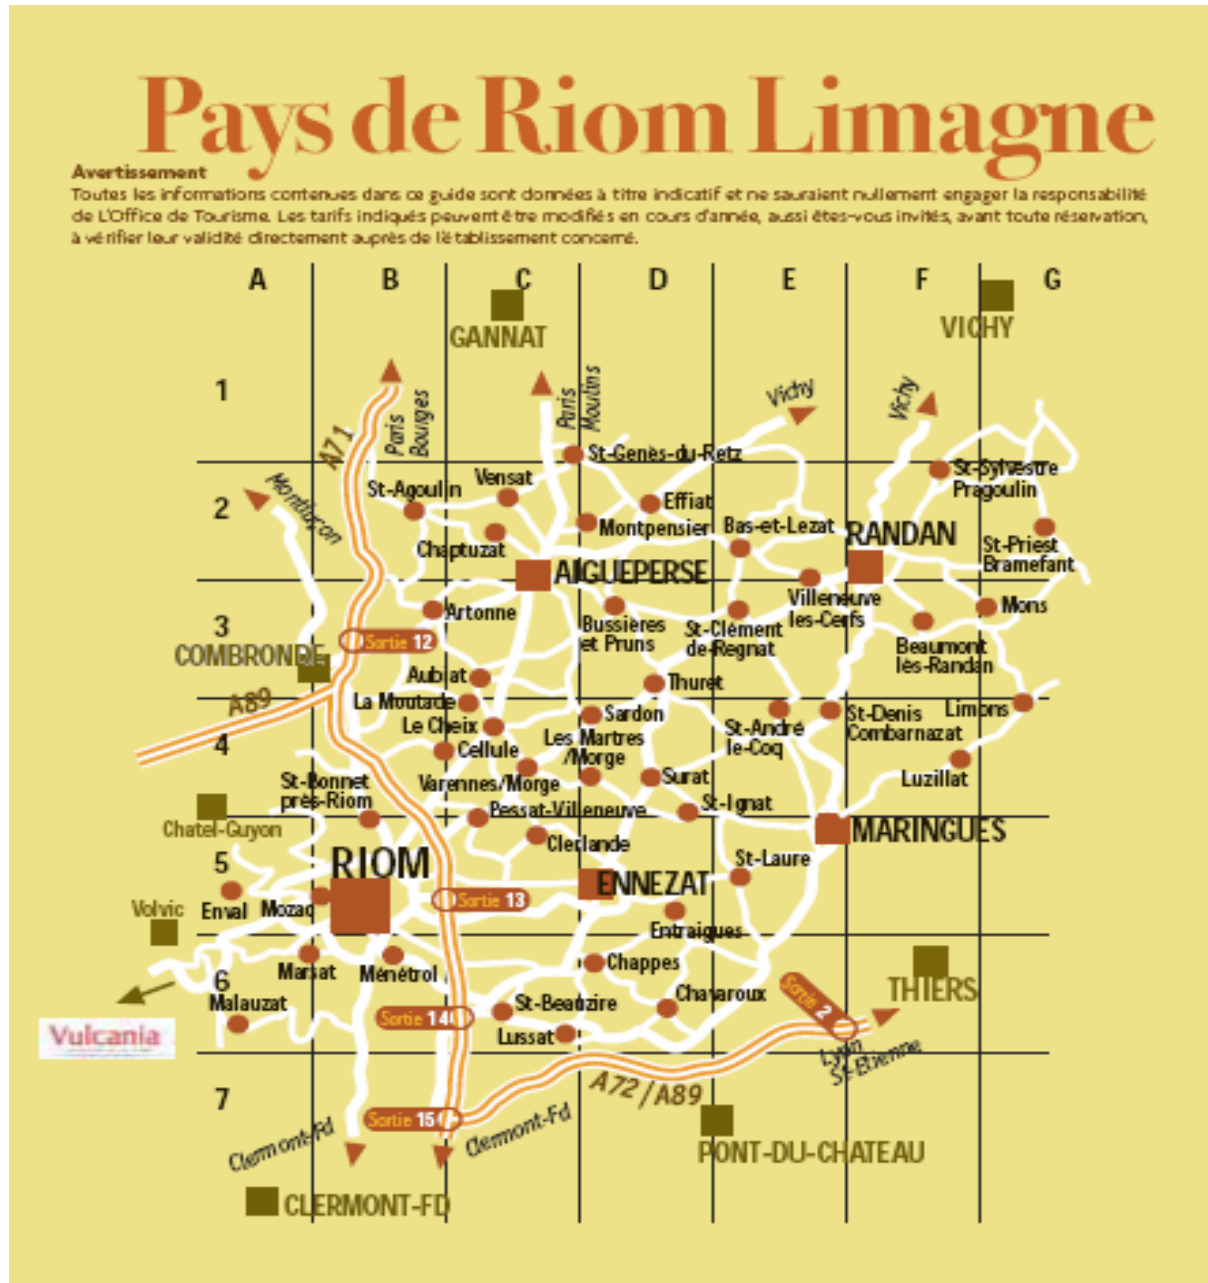 Pays de Riom Limagne
Avertissement
Toutes les informations contenues dans ce guide sont données à titre indicatif et ne sauraient nullement engager la responsabilité
de L'Office de Tourisme. Les tarifs indiqués peuvent être modifiés en cours d'année, aussi êtes-vous invités, avant toute réservation,
à vérifier leur validité directement auprès de l'établissement concerné.
A B C D E F G
GANNAT
VICHY
1
Paris
Bourges
Paris
Moulins
Vichy
Vichy
A71
St-Genès-du-Retz
St-Sylvestre
Pragoulin
Montluçon
2
St-Agoulin
Vensat
Effiat
Montpensier
Bas-et-Lezat
RANDAN
St-Priest
Bramefant
Chaptuzat
AIGUEPERSE
Villeneuve
les-Cerfs
Mons
3
Artonne
Bussières
et Pruns
St-Clément
de-Regnat
Beaumont
lès-Randan
Sortie 12
COMBRONDE
Aubiat
Thuret
A89
La Moutade
Sardon
St-André
le-Coq
St-Denis
Combarnazat
Limons
4
Le Cheix
Cellule
Les Martres
/Morge
Luzillat
St-Bonnet
près-Riom
Varennes/Morge
Surat
Pessat-Villeneuve
St-Ignat
Chatel-Guyon
Clerlande
MARINGUES
5
RIOM
St-Laure
ENNEZAT
Volvic
Enval
Mozac
Sortie 13
Entraigues
6
Marsat
Ménétrol
Chappes
THIERS
Malauzat
St-Beauzire
Chavaroux
Sortie 2
Vulcania
Sortie 14
Lussat
Lyon
St-Etienne
7
A72/A89
Sortie 15
Clermont-Fd
Clermont-Fd
PONT-DU-CHATEAU
CLERMONT-FD